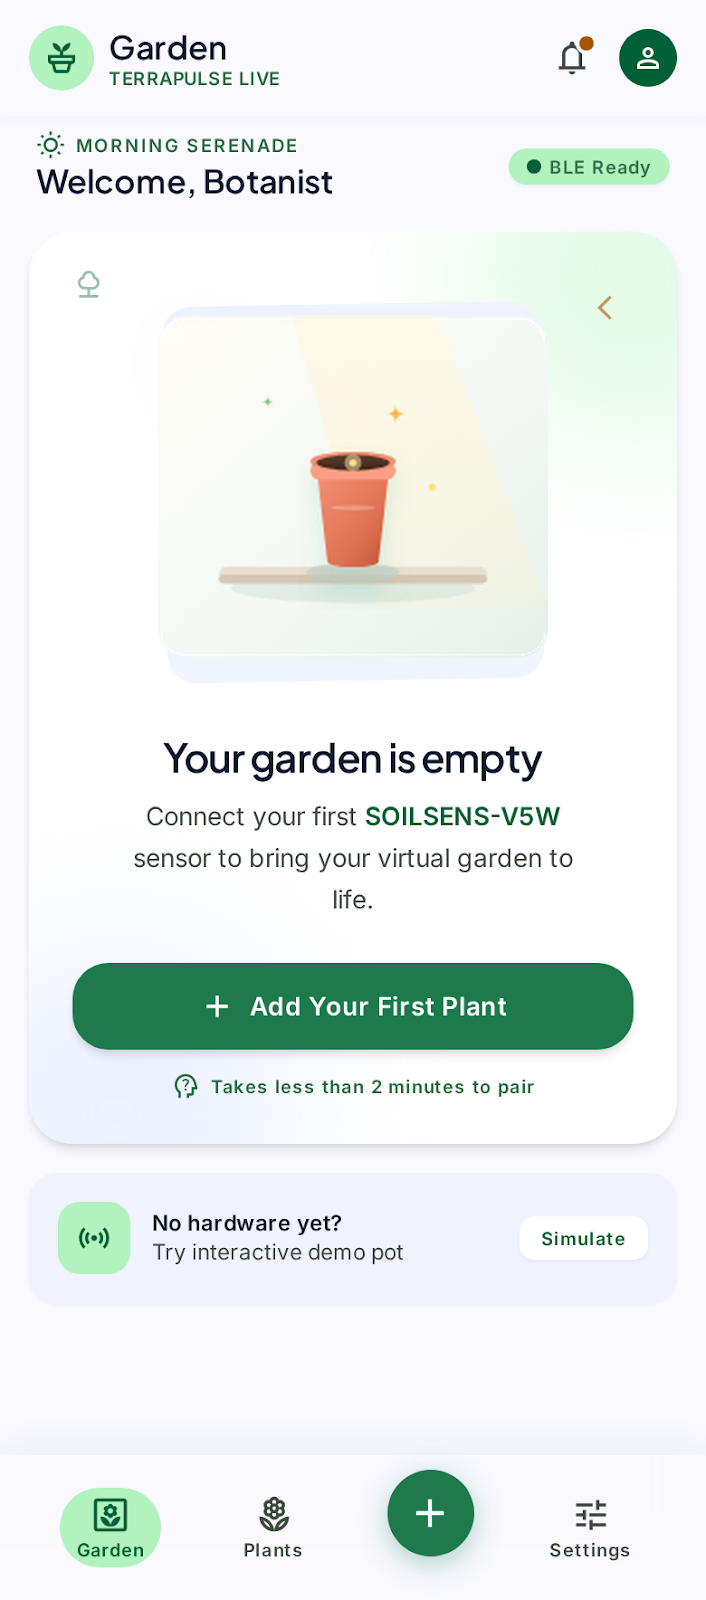 Garden
TERRAPULSE LIVE
MORNING SERENADE
Welcome, Botanist
BLE Ready
Your garden is empty
Connect your first SOILSENS-V5W
sensor to bring your virtual garden to
life.
Add Your First Plant
Takes less than 2 minutes to pair
No hardware yet?
Try interactive demo pot
Simulate
Garden
Plants
Settings